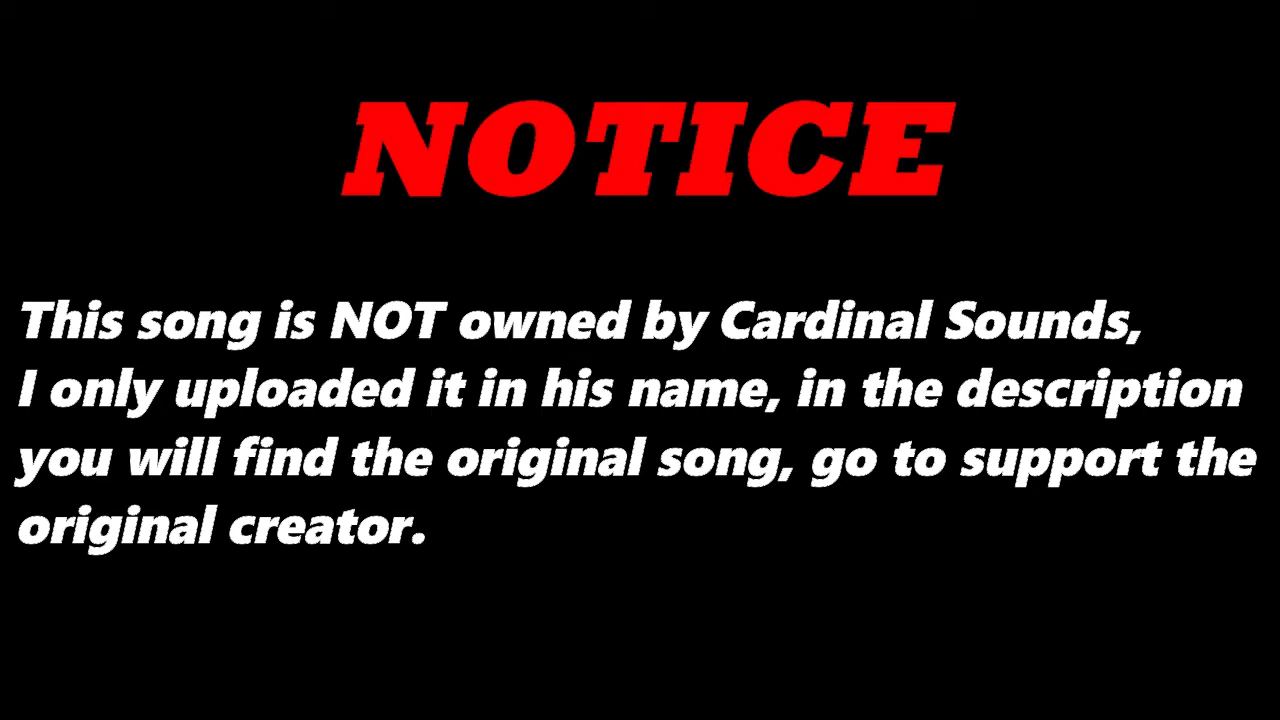 NOTICE
This song is NOT owned by Cardinal Sounds,
I only uploaded it in his name, in the description
you will find the original song, go to support the
original creator.